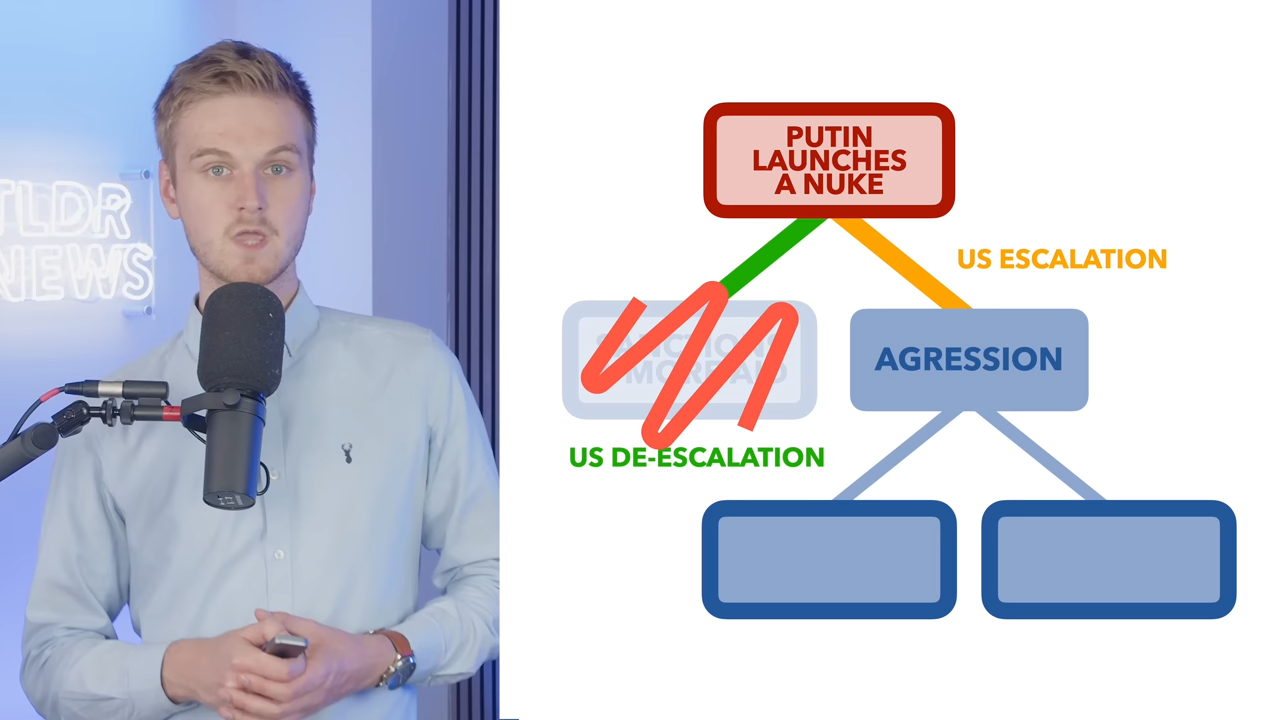 TLDR
NEWS
PUTIN
LAUNCHES
A NUKE
US ESCALATION
AGRESSION
US DE-ESCALATION